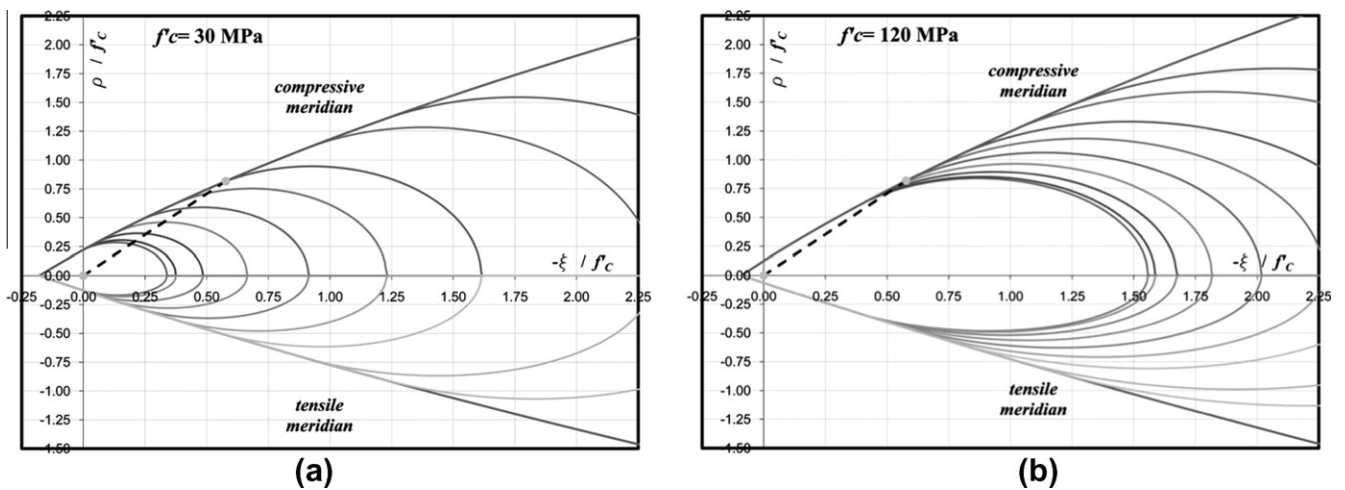 2.25
2.00
1.75
1.50
1.25
1.00
0.75
0.50
0.25
0.00
-0.25
-0.50
-0.75
-1.00
-1.25
-1.50
ρ / f'c
f'c= 30 MPa
compressive
meridian
-ξ / f'c
-0.25 0.00 0.25 0.50 0.75 1.00 1.25 1.50 1.75 2.00 2.25
tensile
meridian
(a)
2.25
2.00
1.75
1.50
1.25
1.00
0.75
0.50
0.25
0.00
-0.25
-0.50
-0.75
-1.00
-1.25
-1.50
ρ / f'c
f'c= 120 MPa
compressive
meridian
-ξ / f'c
-0.25 0.00 0.25 0.50 0.75 1.00 1.25 1.50 1.75 2.00 2.25
tensile
meridian
(b)